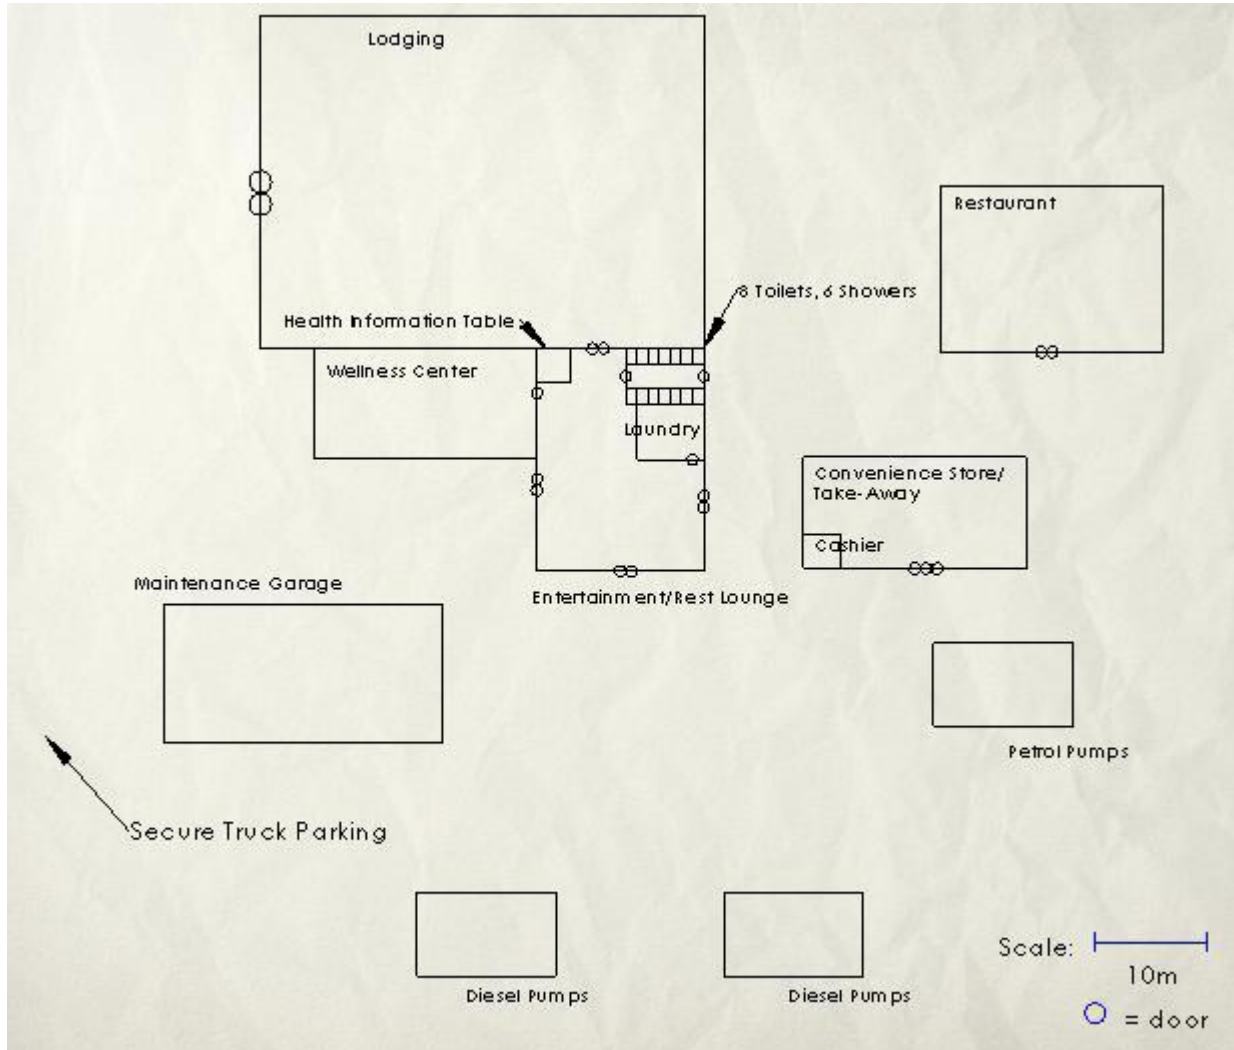 Lodging
Restaurant
8 Toilets, 6 Showers
Health Information Table
Wellness Center
Laundry
Convenience Store/
Take-Away
Cashier
Maintenance Garage
Entertainment/Rest Lounge
Petrol Pumps
Secure Truck Parking
Scale:
10m
Diesel Pumps
Diesel Pumps
= door